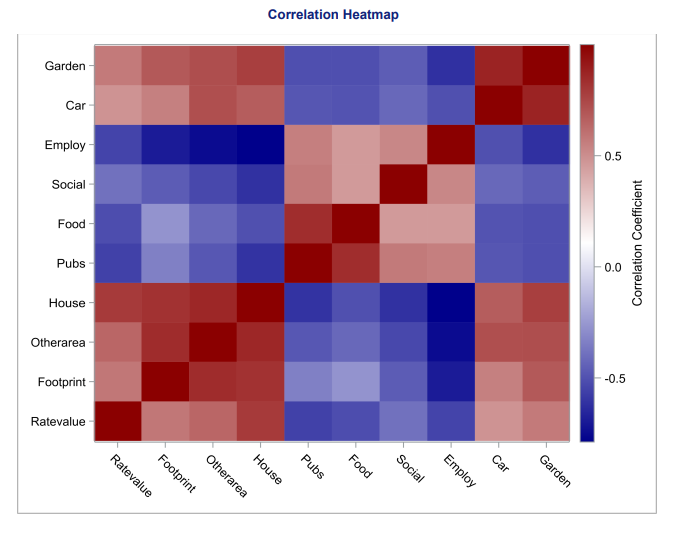 Correlation Heatmap
Garden
Car
Employ
Social
Food
Pubs
House
Otherarea
Footprint
Ratevalue
Ratevalue
Footprint
Otherarea
House
Pubs
Food
Social
Employ
Car
Garden
0.5
0.0
-0.5
Correlation Coefficient